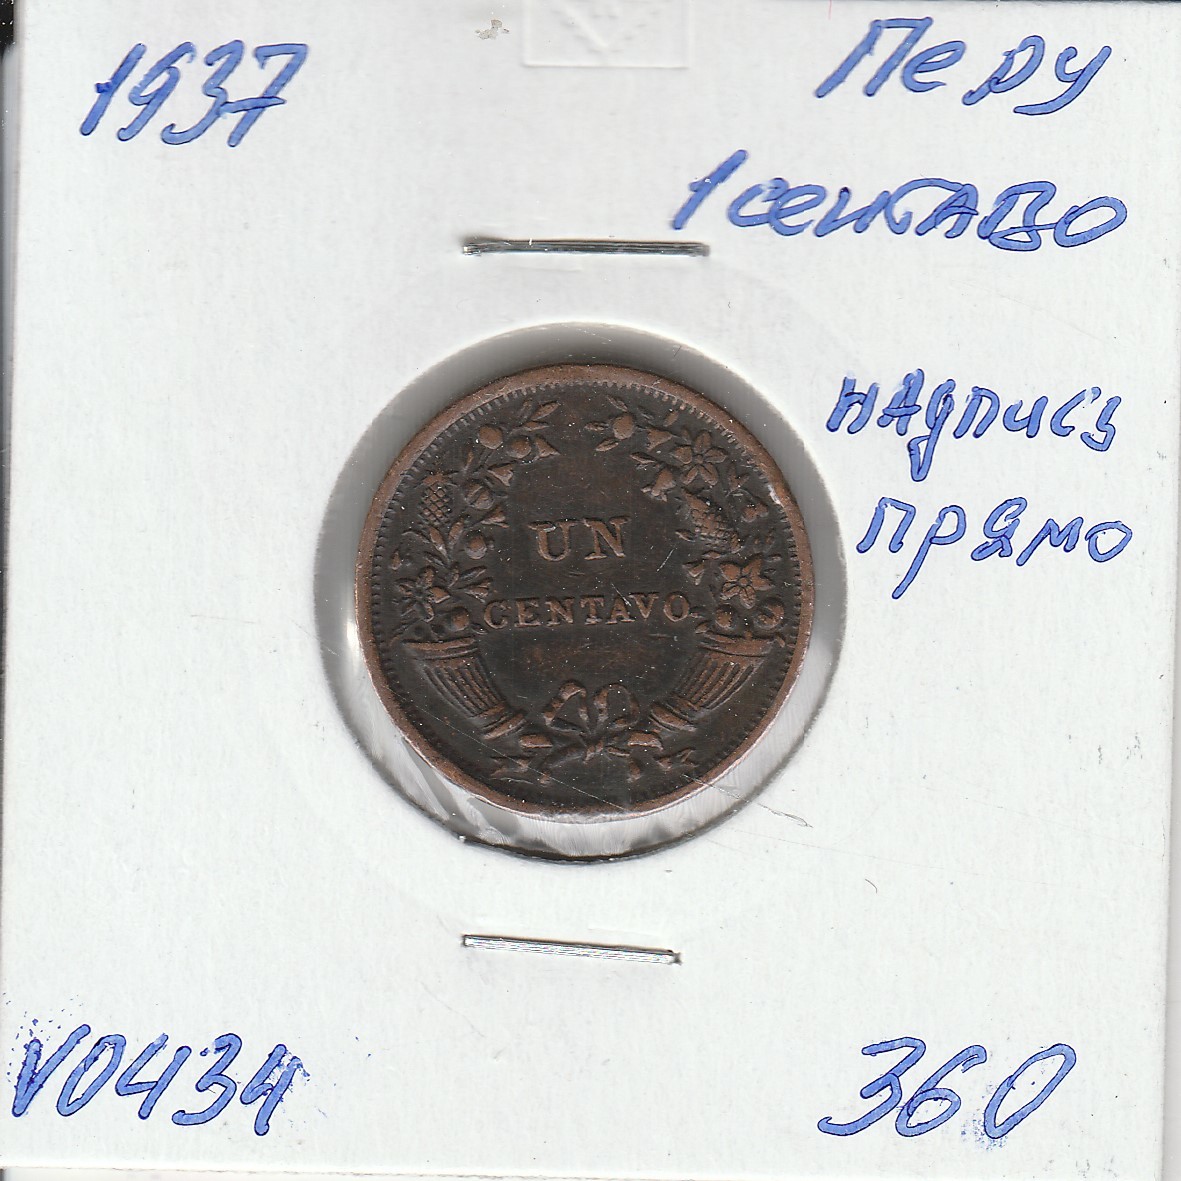 1937
Перу
1 сентаво
надпись
прямо
UN
CENTAVO
V0434
360